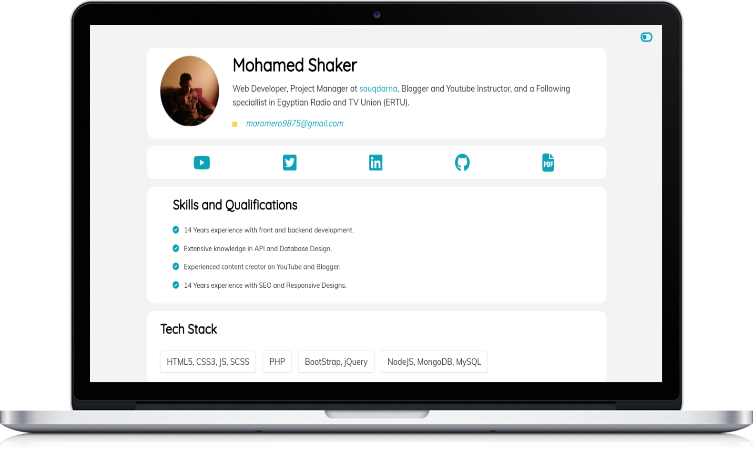 Mohamed Shaker
Web Developer, Project Manager at souqdarna, Blogger and Youtube Instructor, and a Following
speciallist in Egyptian Radio and TV Union (ERTU).
moromero9875@gmail.com
PDF
Skills and Qualifications
14 Years experience with front and backend development.
Extensive knowledge in API and Database Design.
Experienced content creator on YouTube and Blogger.
14 Years experience with SEO and Responsive Designs.
Tech Stack
HTML5, CSS3, JS, SCSS
PHP
BootStrap, jQuery
NodeJS, MongoDB, MySQL